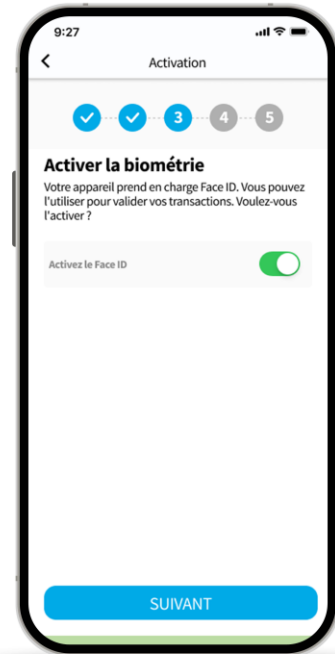 9:27
Activation
3 4 5
Activer la biométrie
Votre appareil prend en charge Face ID. Vous pouvez
l'utiliser pour valider vos transactions. Voulez-vous
l'activer ?
Activez le Face ID
SUIVANT